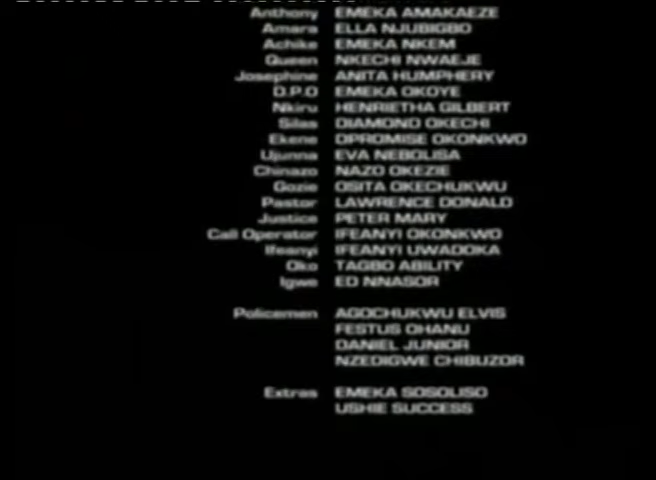 Anthony EMEKA AMAKAEZE
Amara ELLA NJUBIGBO
Achike EMEKA NKEM
Queen NKECHI NWAEJE
Josephine ANITA HUMPHERY
D.P.O EMEKA OKOYE
Nkiru HENRIETHA GILBERT
Silas DIAMOND OKECHI
Ekene OPROMISE OKONKWO
Ujunna EVA NEBOLISA
Chinazo NAZO OKEZIE
Gozie OSITA OKECHUKWU
Pastor LAWRENCE DONALD
Justice PETER MARY
Call Operator IFEANYI OKONKWO
Ifeanyi IFEANYI UWADOKA
Oko TAGBO ABILITY
Igwe ED NNASOR
Policemen AGOCHUKWU ELVIS
FESTUS OHANU
DANIEL JUNIOR
NZEDIGWE CHIBUZOR
Extras EMEKA SOSOLISO
USHIE SUCCESS